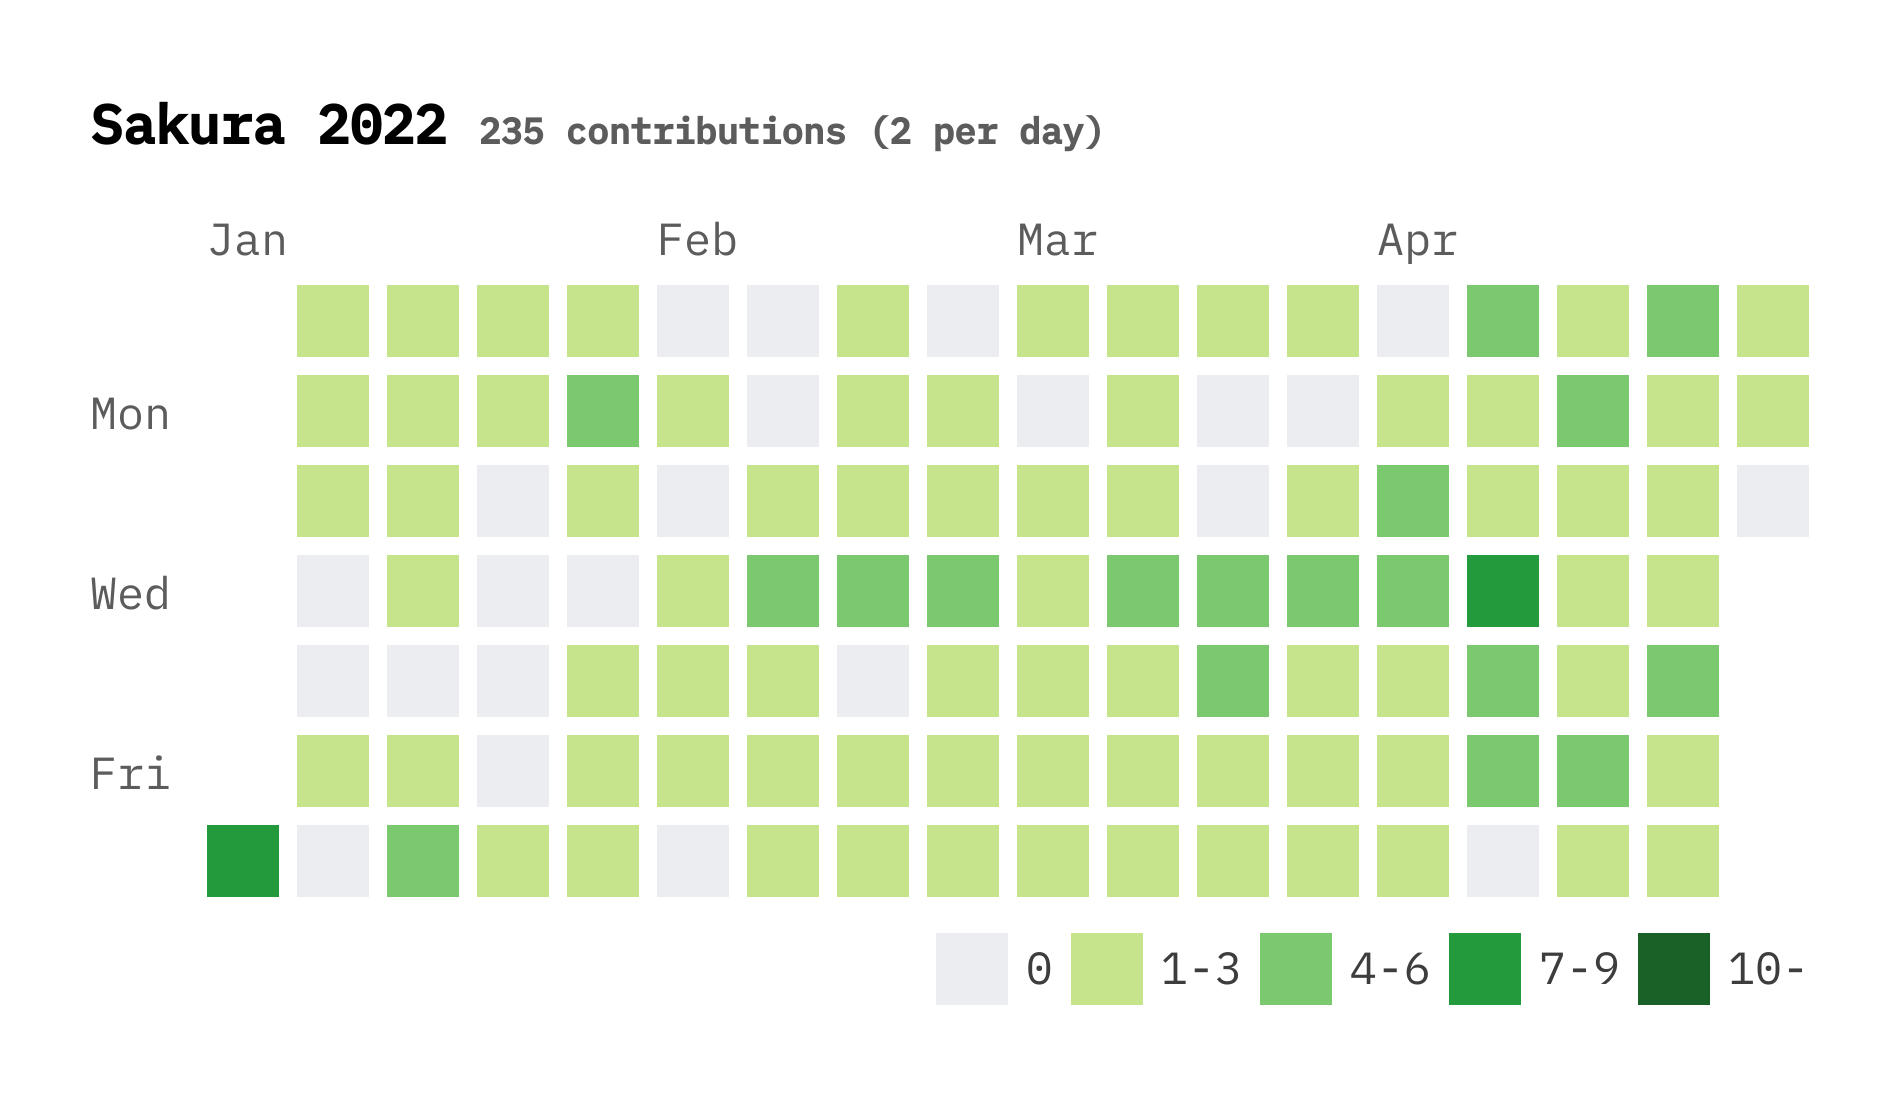 Sakura 2022 235 contributions (2 per day)
Jan Feb Mar Apr
Mon
Wed
Fri
0 1-3 4-6 7-9 10-